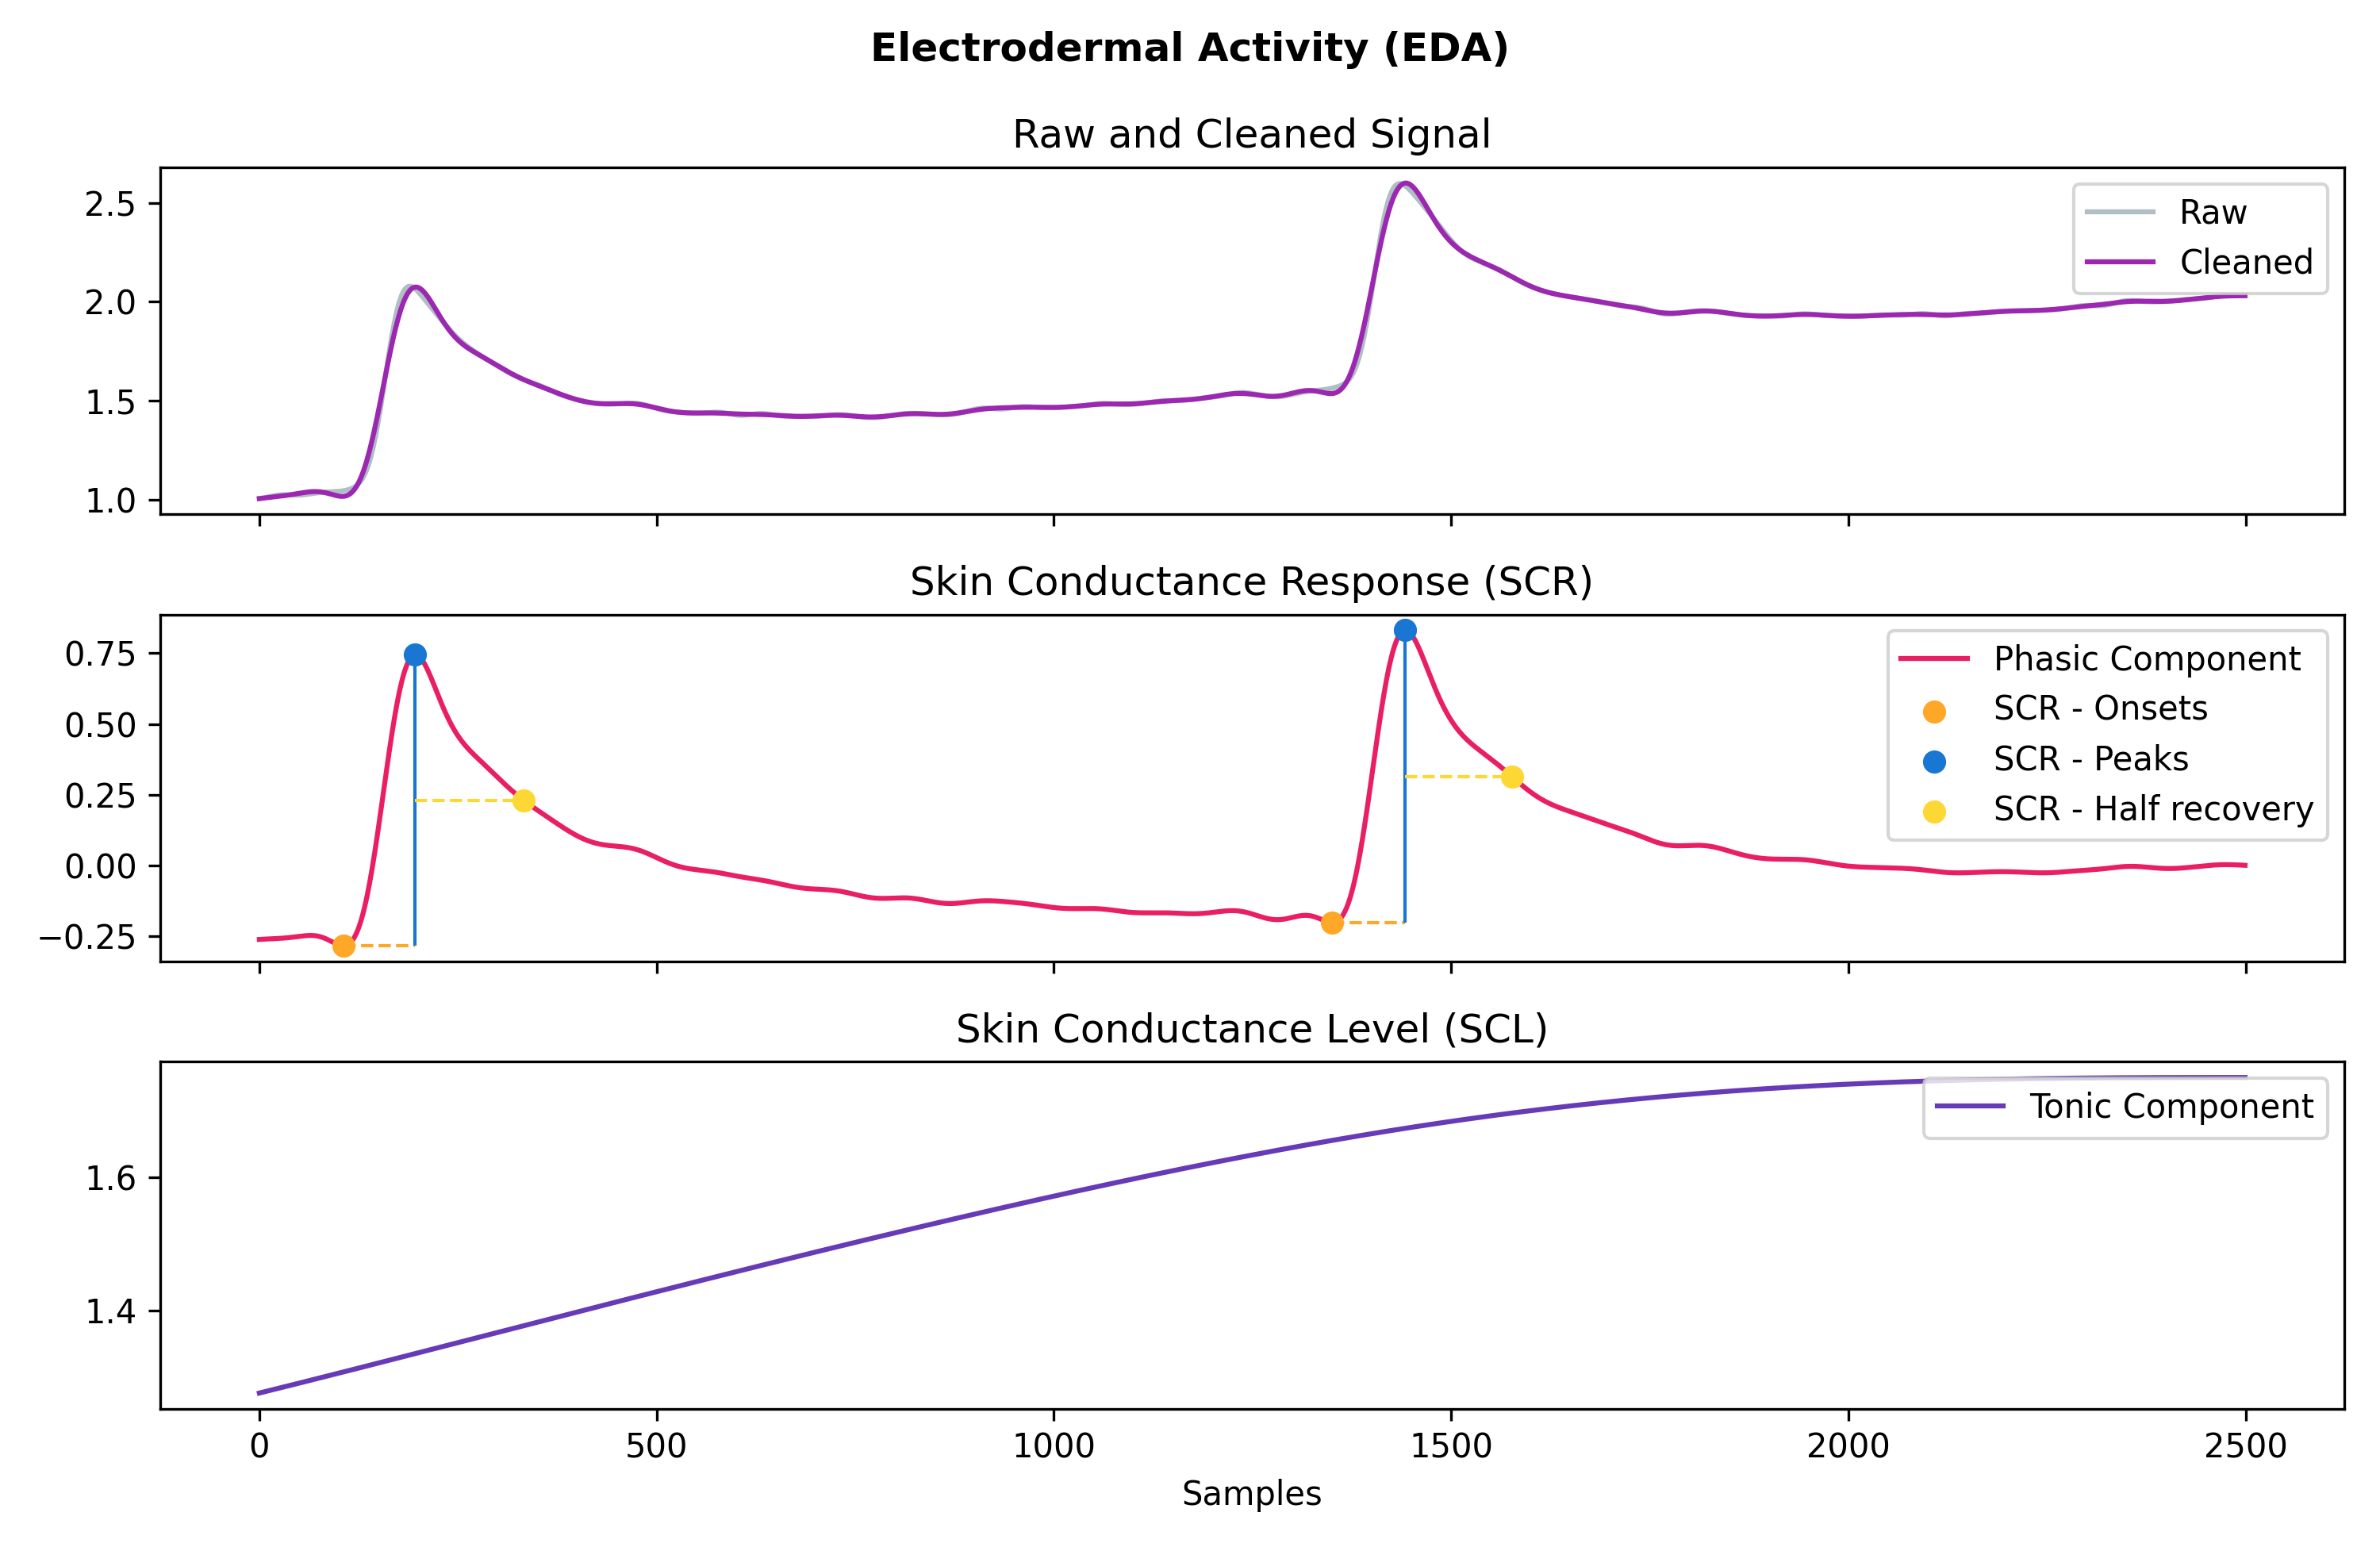 Electrodermal Activity (EDA)
Raw and Cleaned Signal
2.5
2.0
1.5
1.0
Raw
Cleaned
Skin Conductance Response (SCR)
0.75
0.50
0.25
0.00
−0.25
Phasic Component
SCR - Onsets
SCR - Peaks
SCR - Half recovery
Skin Conductance Level (SCL)
1.6
1.4
Tonic Component
0 500 1000 1500 2000 2500
Samples